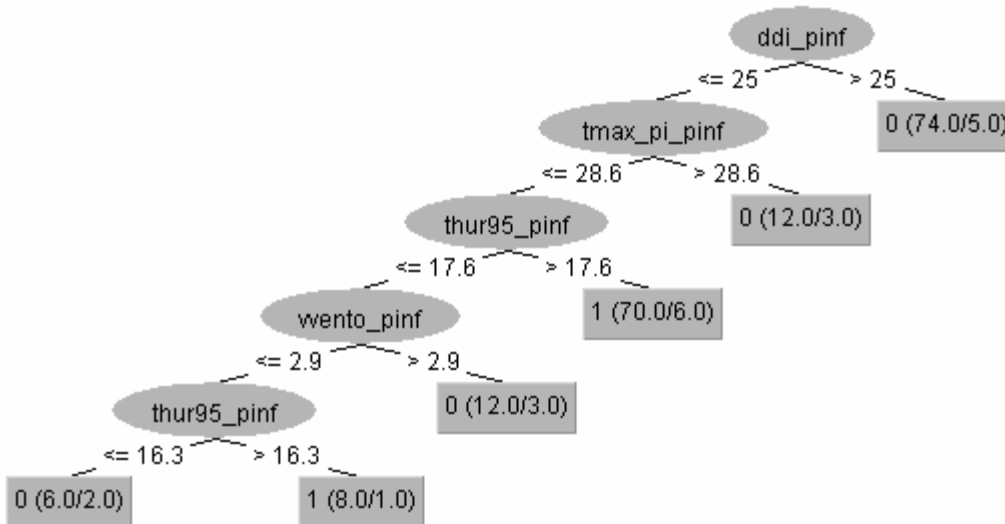 ddi_pinf
<= 25 > 25
tmax_pi_pinf 0 (74.0/5.0)
<= 28.6 > 28.6
thur95_pinf 0 (12.0/3.0)
<= 17.6 > 17.6
vento_pinf 1 (70.0/6.0)
<= 2.9 > 2.9
thur95_pinf 0 (12.0/3.0)
<= 16.3 > 16.3
0 (6.0/2.0) 1 (8.0/1.0)